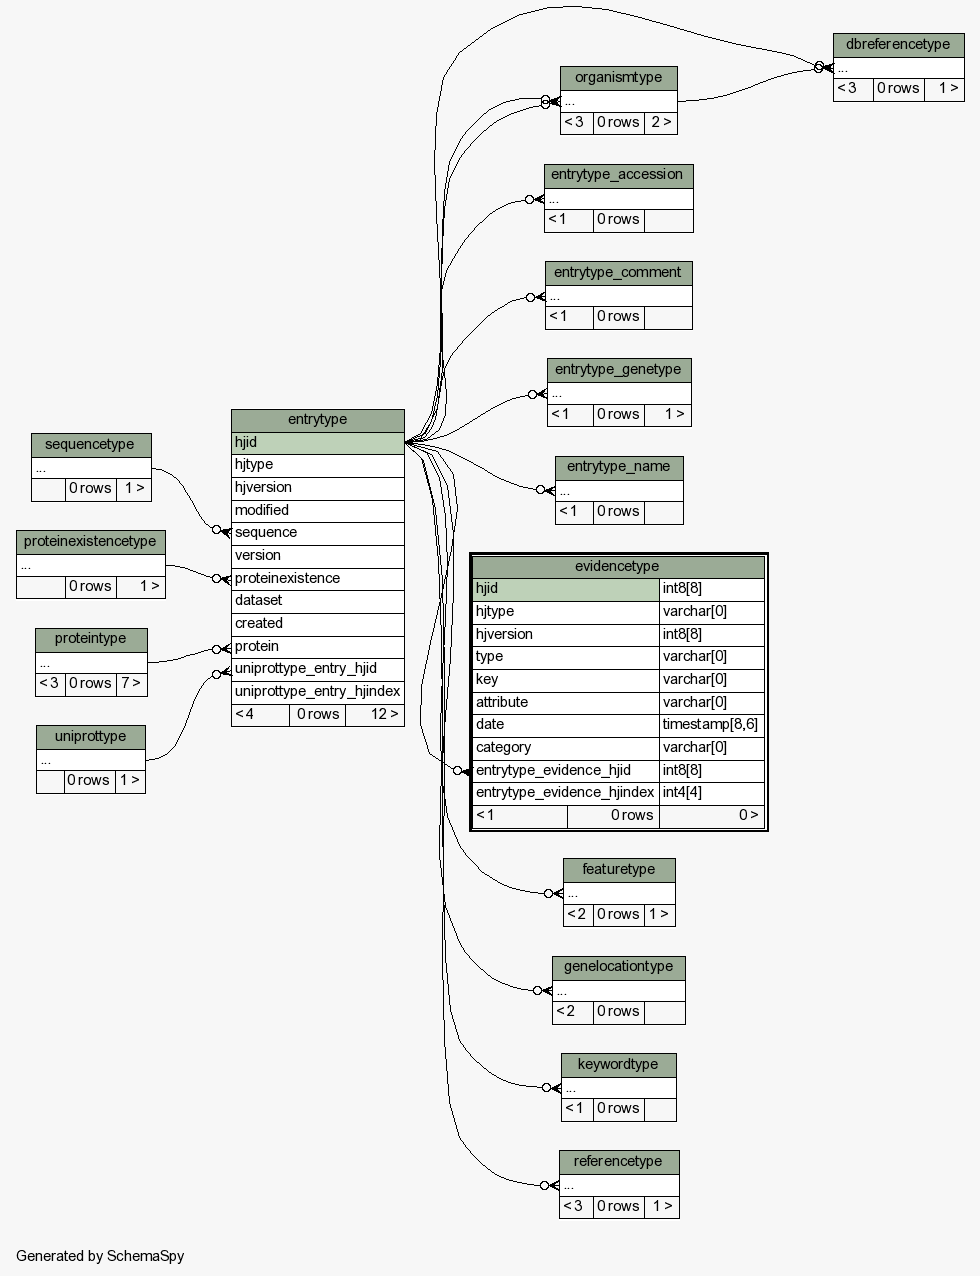 dbreferencetype
...
< 3 0 rows 1 >
organismtype
...
< 3 0 rows 2 >
entrytype_accession
...
< 1 0 rows
entrytype_comment
...
< 1 0 rows
entrytype_genetype
...
< 1 0 rows 1 >
entrytype
hjid
hjtype
hjversion
modified
sequence
version
proteinexistence
dataset
created
protein
uniprottype_entry_hjid
uniprottype_entry_hjindex
< 4 0 rows 12 >
sequencetype
...
0 rows 1 >
proteinexistencetype
...
0 rows 1 >
proteintype
...
< 3 0 rows 7 >
uniprottype
...
0 rows 1 >
entrytype_name
...
< 1 0 rows
evidencetype
hjid int8[8]
hjtype varchar[0]
hjversion int8[8]
type varchar[0]
key varchar[0]
attribute varchar[0]
date timestamp[8,6]
category varchar[0]
entrytype_evidence_hjid int8[8]
entrytype_evidence_hjindex int4[4]
< 1 0 rows 0 >
featuretype
...
< 2 0 rows 1 >
genelocationtype
...
< 2 0 rows
keywordtype
...
< 1 0 rows
referencetype
...
< 3 0 rows 1 >
Generated by SchemaSpy